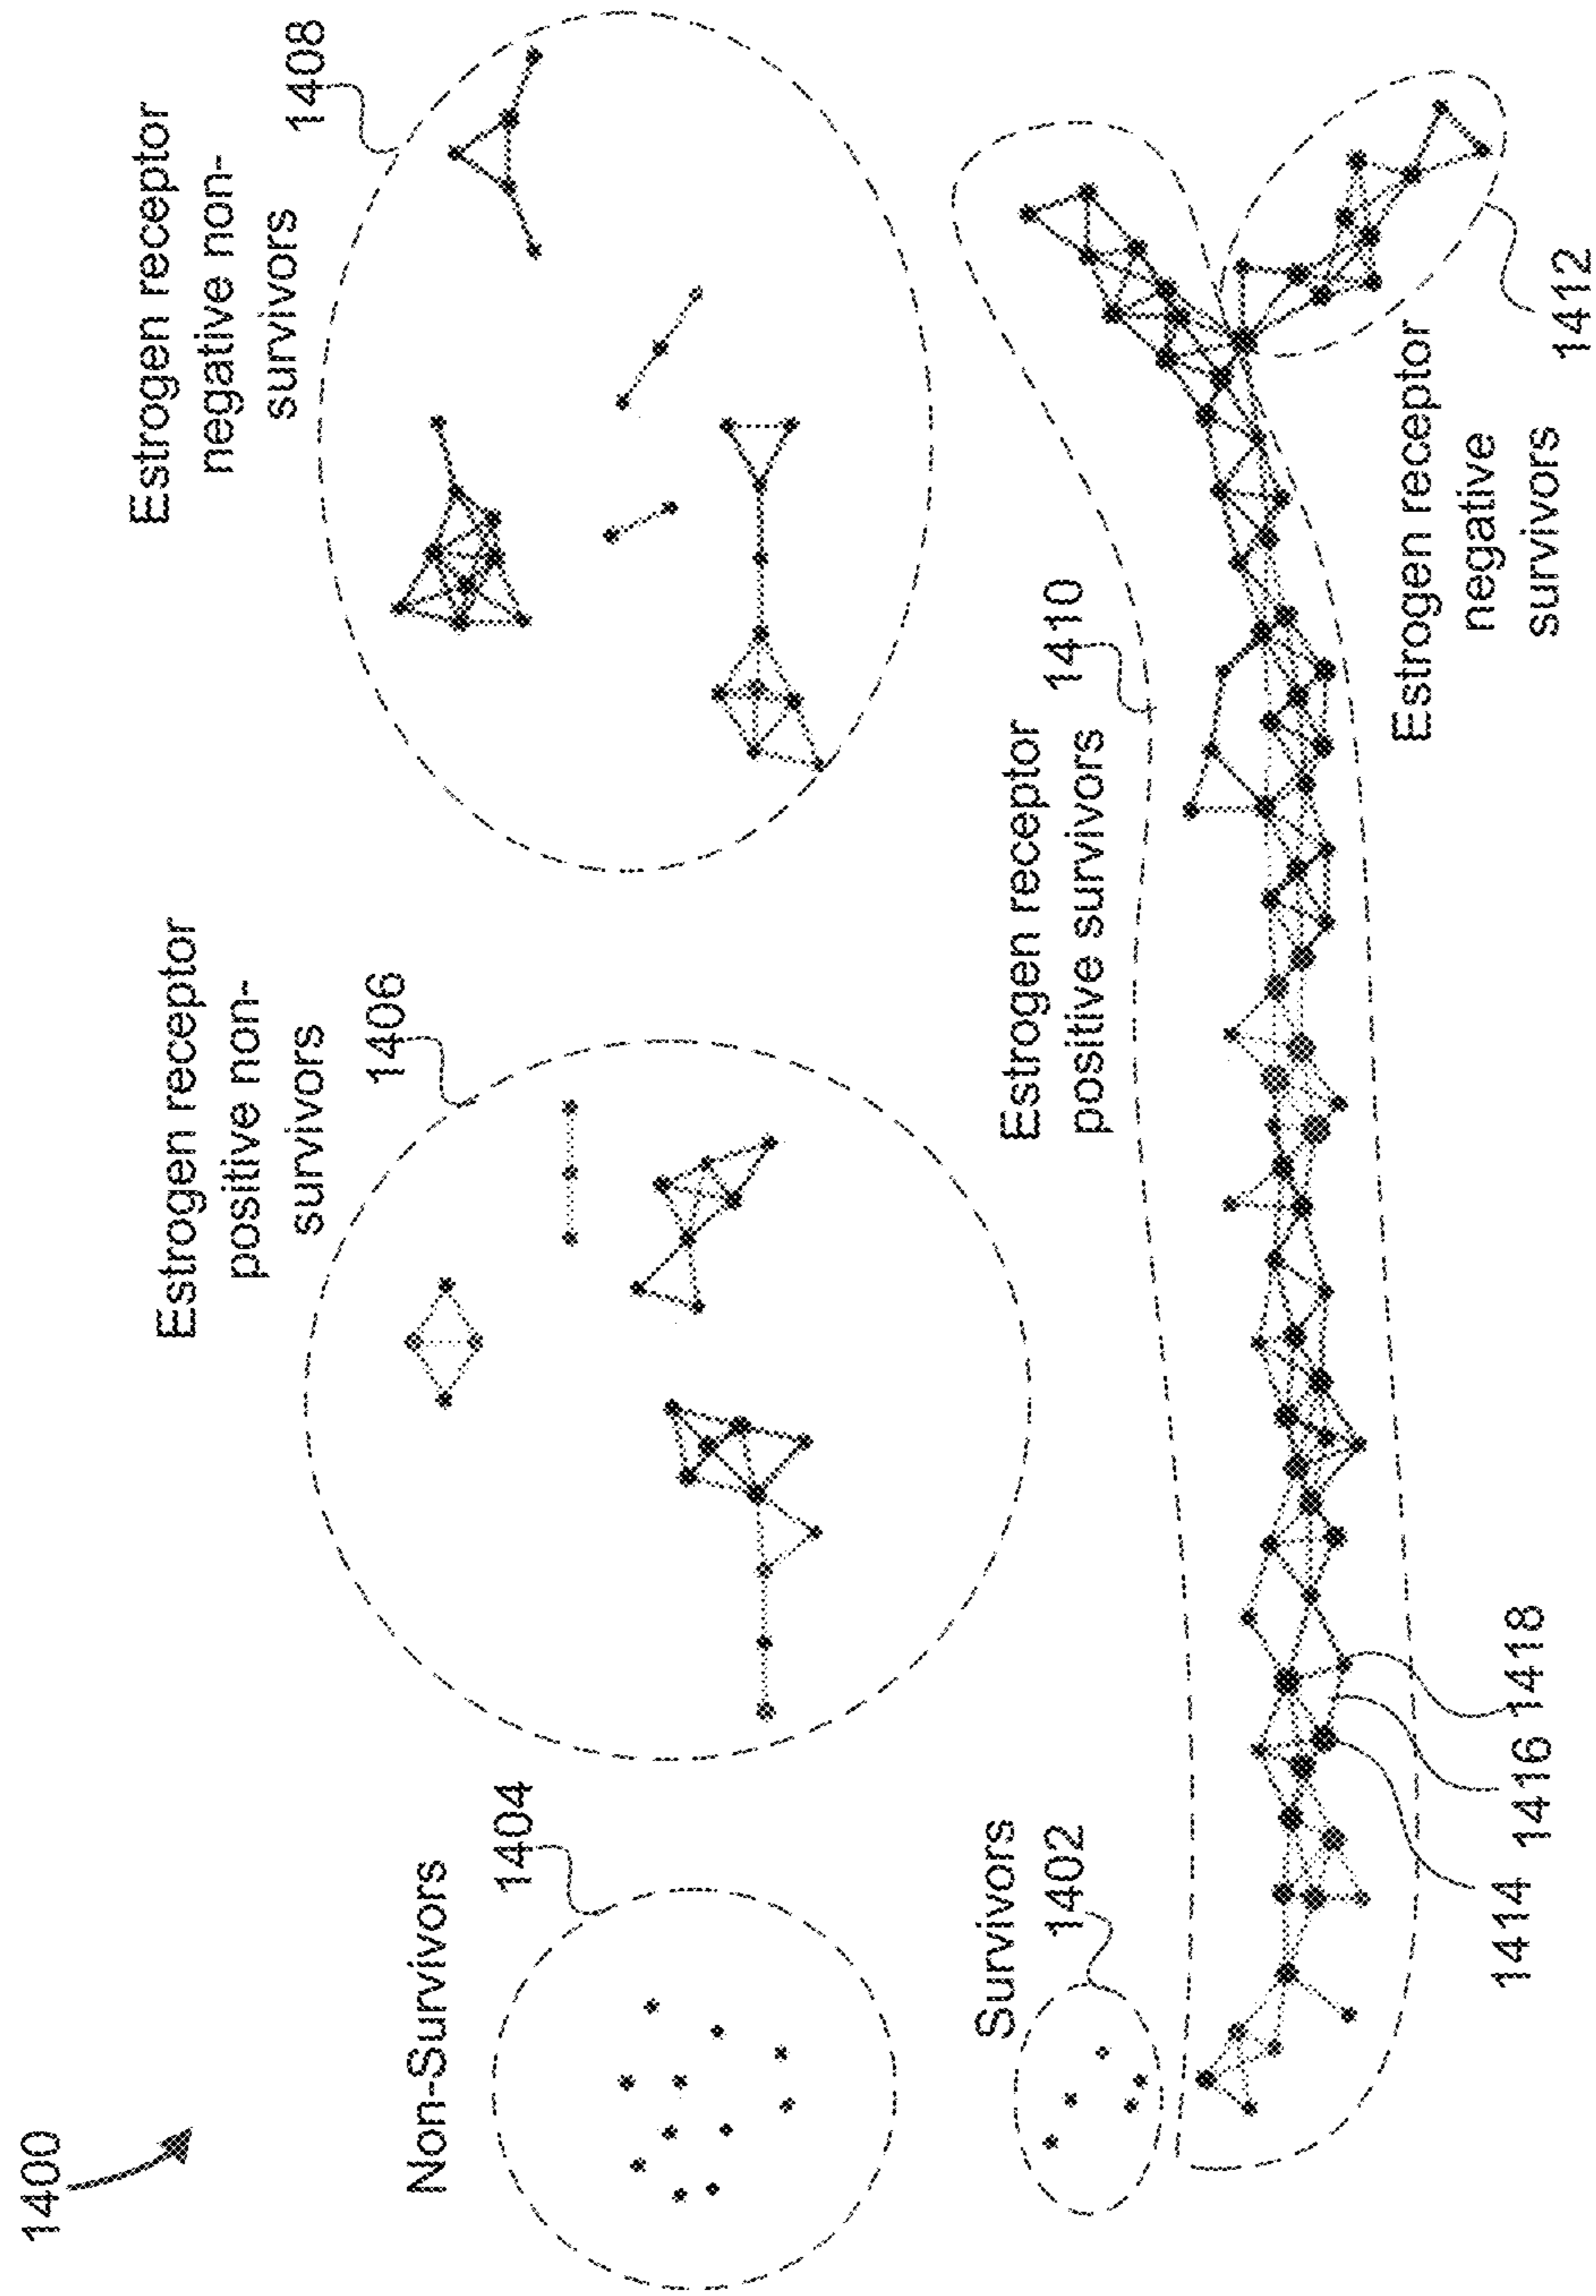 1400
Non-Survivors
1404
Estrogen receptor
positive non-
survivors
1406
Estrogen receptor
negative non-
survivors
1408
Survivors
1402
Estrogen receptor
positive survivors
1410
1414
1416
1418
Estrogen receptor
negative
survivors
1412